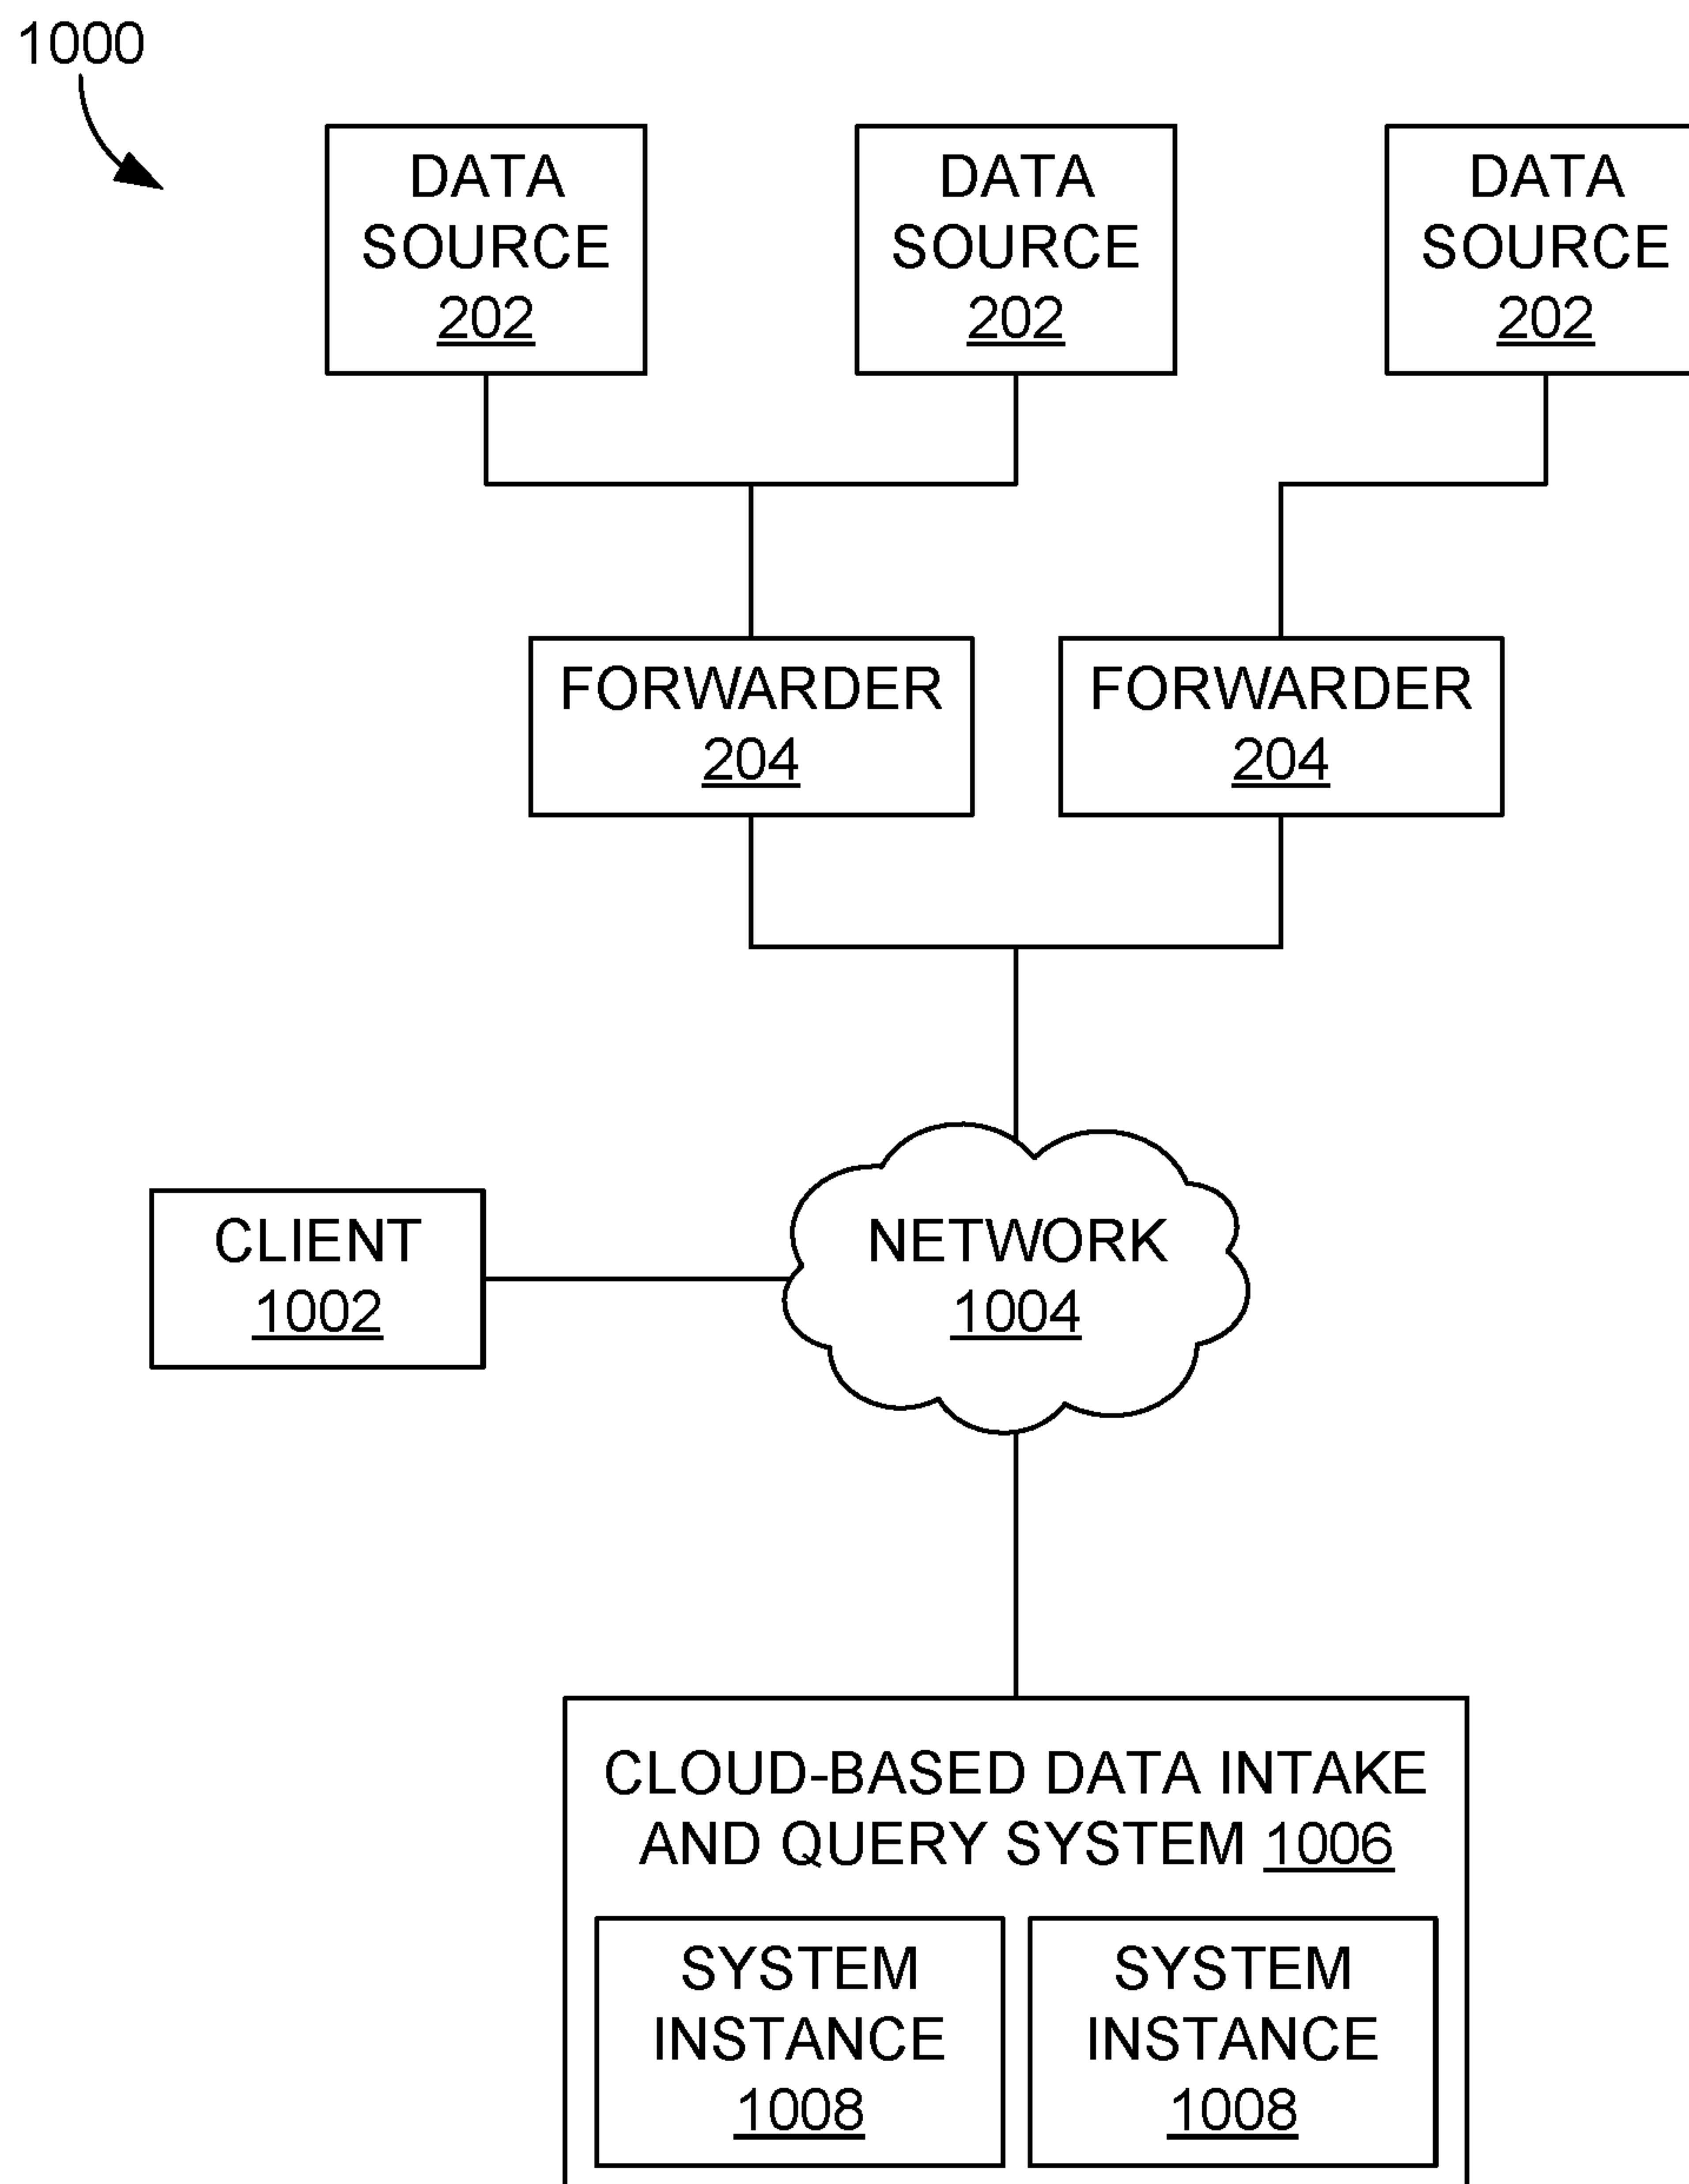 1000
DATA
SOURCE
202
DATA
SOURCE
202
DATA
SOURCE
202
FORWARDER
204
FORWARDER
204
CLIENT
1002
NETWORK
1004
CLOUD-BASED DATA INTAKE
AND QUERY SYSTEM 1006
SYSTEM
INSTANCE
1008
SYSTEM
INSTANCE
1008